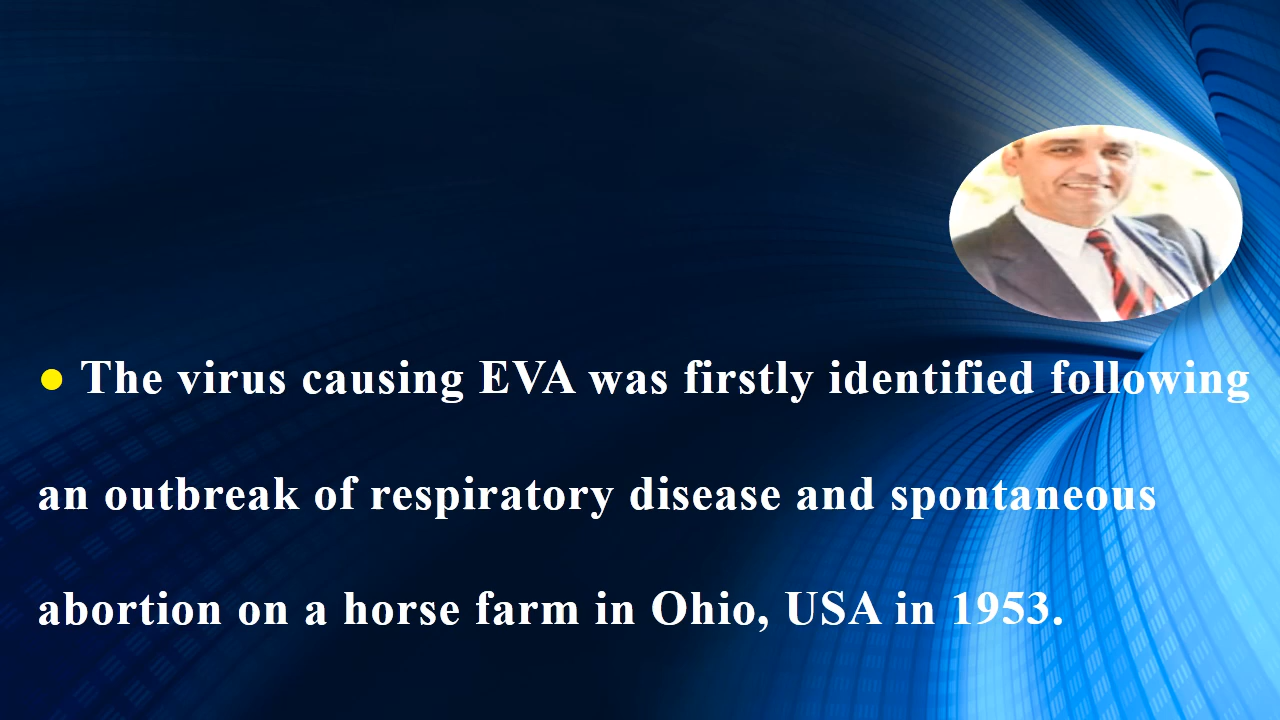 ● The virus causing EVA was firstly identified following
an outbreak of respiratory disease and spontaneous
abortion on a horse farm in Ohio, USA in 1953.